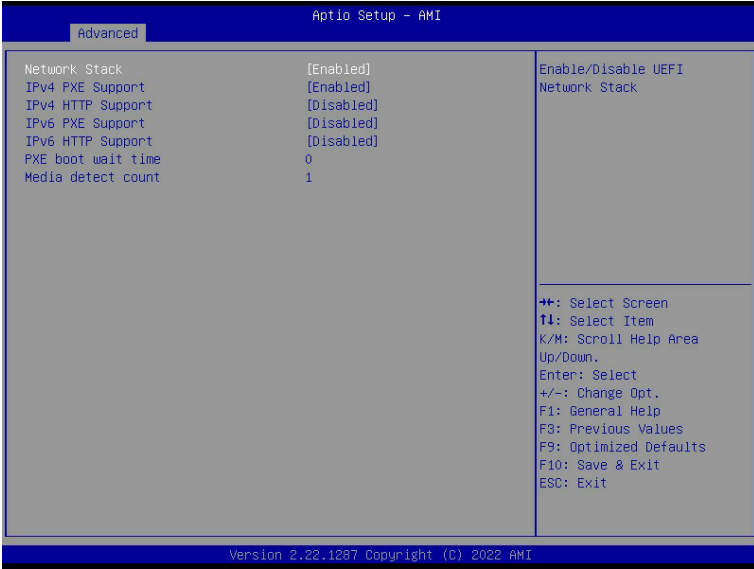 Aptio Setup - AMI
Advanced
Network Stack [Enabled]
IPv4 PXE Support [Enabled]
IPv4 HTTP Support [Disabled]
IPv6 PXE Support [Disabled]
IPv6 HTTP Support [Disabled]
PXE boot wait time 0
Media detect count 1
Enable/Disable UEFI
Network Stack
→←: Select Screen
↑↓: Select Item
K/M: Scroll Help Area
Up/Down.
Enter: Select
+/-: Change Opt.
F1: General Help
F3: Previous Values
F9: Optimized Defaults
F10: Save & Exit
ESC: Exit
Version 2.22.1287 Copyright (C) 2022 AMI